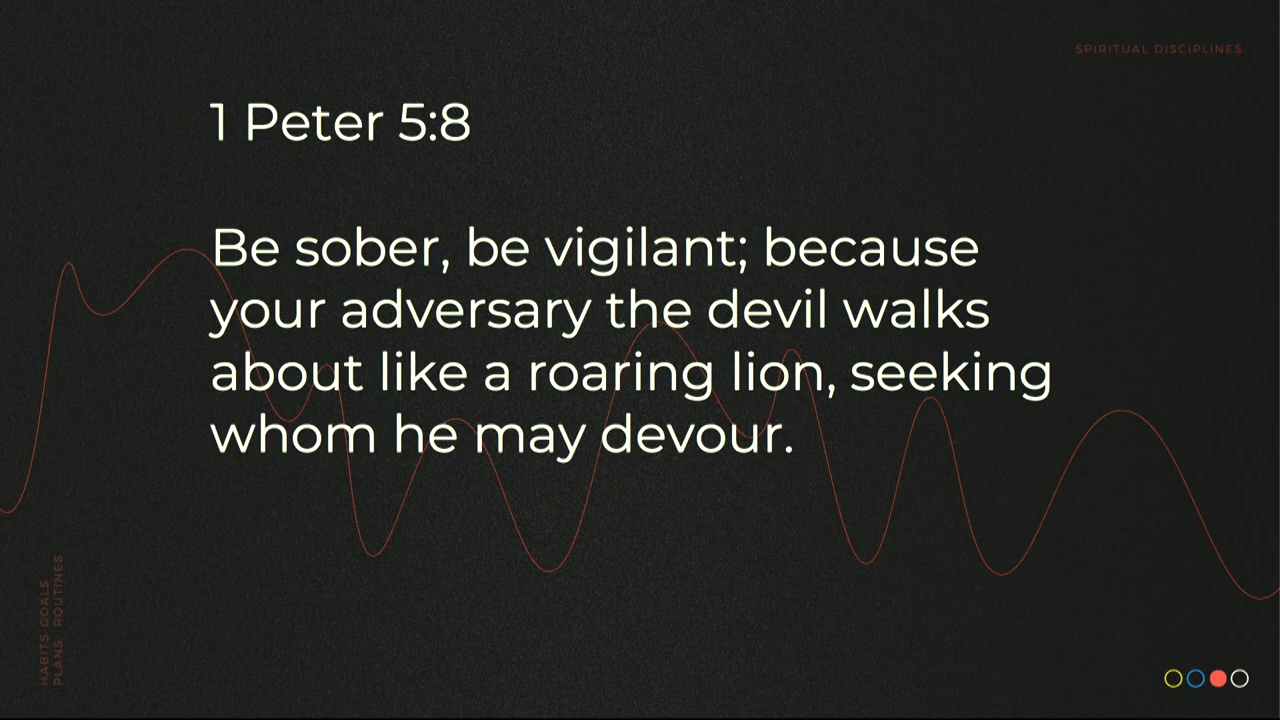 SPIRITUAL DISCIPLINES
1 Peter 5:8
Be sober, be vigilant; because
your adversary the devil walks
about like a roaring lion, seeking
whom he may devour.
HABITS GOALS
PLANS ROUTINES